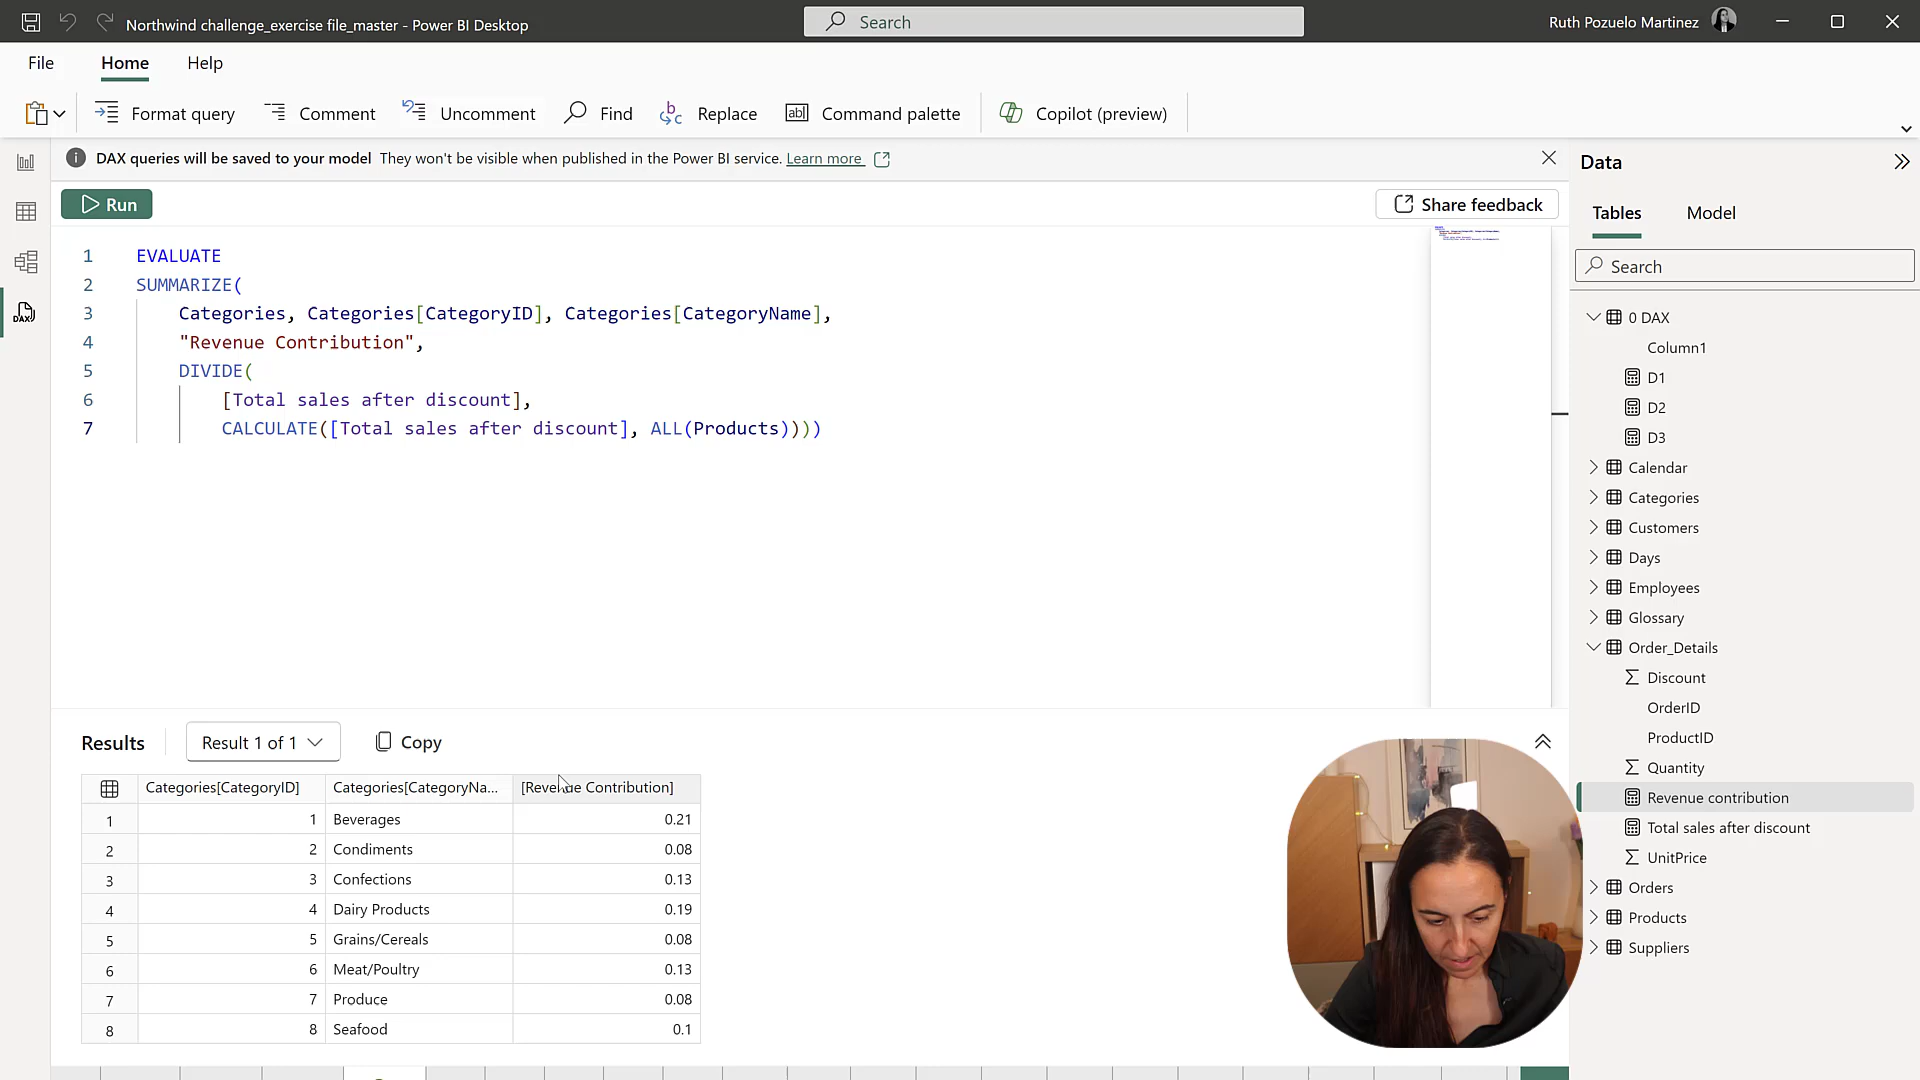 Northwind challenge_exercise file_master - Power BI Desktop
Search
Ruth Pozuelo Martinez
File
Home
Help
Format query
Comment
Uncomment
Find
Replace
Command palette
Copilot (preview)
DAX queries will be saved to your model They won't be visible when published in the Power BI service. Learn more
Run
Share feedback
1 EVALUATE
2 SUMMARIZE(
3 Categories, Categories[CategoryID], Categories[CategoryName],
4 "Revenue Contribution",
5 DIVIDE(
6 [Total sales after discount],
7 CALCULATE([Total sales after discount], ALL(Products))))
Results
Result 1 of 1
Copy
Categories[CategoryID] Categories[CategoryNa... [Revenue Contribution]
1 1 Beverages 0.21
2 2 Condiments 0.08
3 3 Confections 0.13
4 4 Dairy Products 0.19
5 5 Grains/Cereals 0.08
6 6 Meat/Poultry 0.13
7 7 Produce 0.08
8 8 Seafood 0.1
Data
Tables
Model
Search
0 DAX
Column1
D1
D2
D3
Calendar
Categories
Customers
Days
Employees
Glossary
Order_Details
Discount
OrderID
ProductID
Quantity
Revenue contribution
Total sales after discount
UnitPrice
Orders
Products
Suppliers